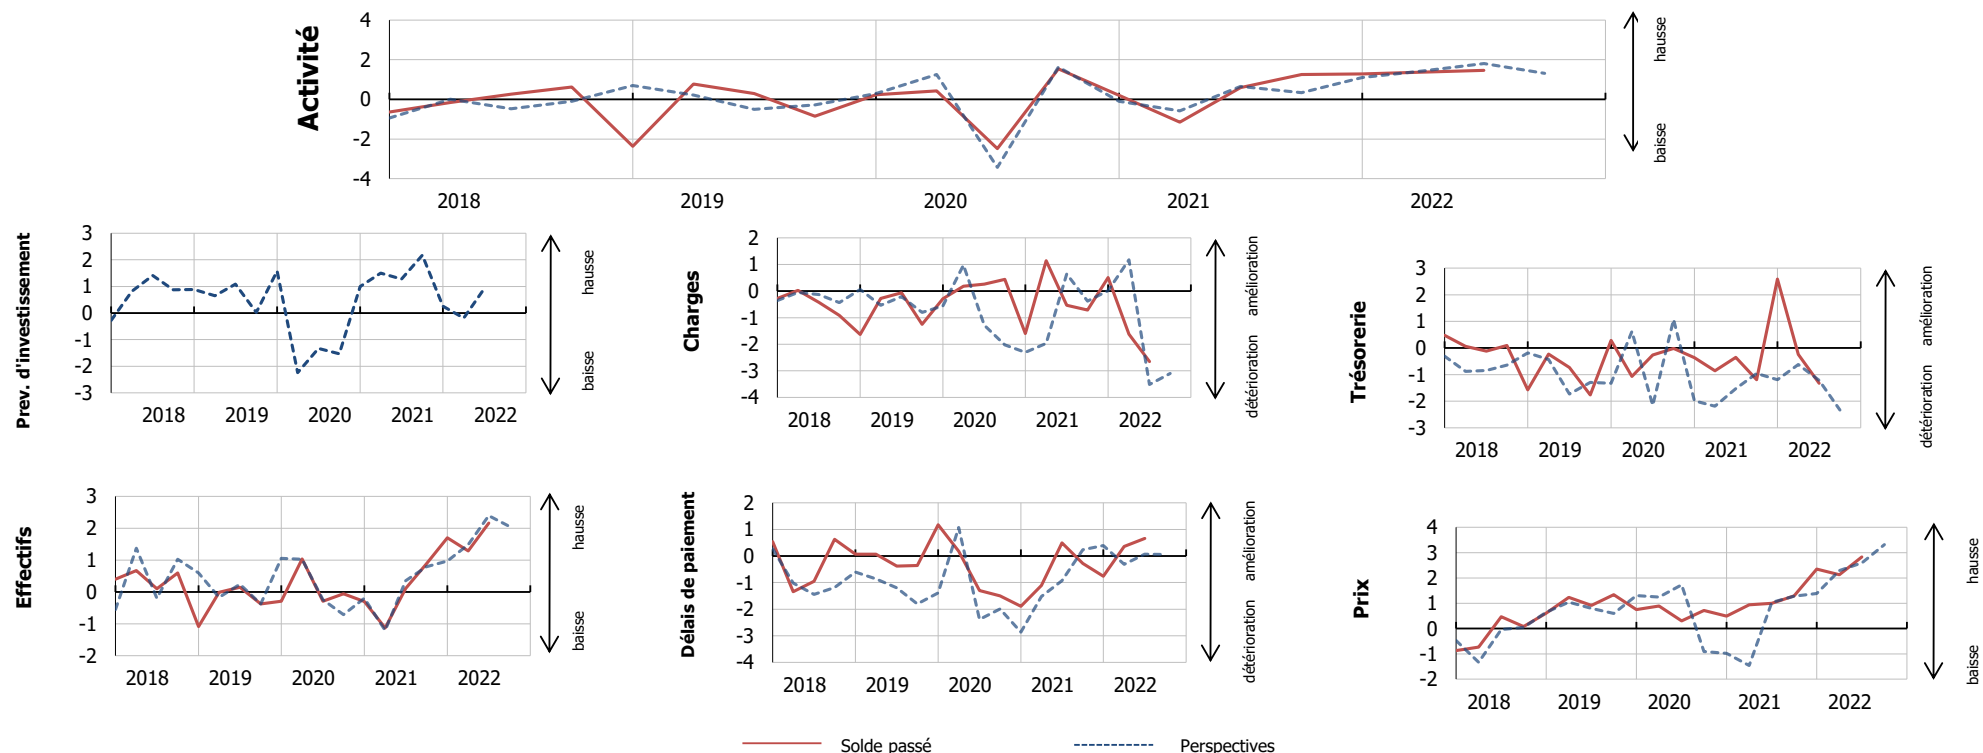 Activité
4
2
0
-2
-4
hausse
baisse
2018 2019 2020 2021 2022
Prev. d'investissement
3
2
1
0
-1
-2
-3
hausse
baisse
2018 2019 2020 2021 2022
Charges
2
1
0
-1
-2
-3
-4
amélioration
détérioration
2018 2019 2020 2021 2022
Trésorerie
3
2
1
0
-1
-2
-3
amélioration
détérioration
2018 2019 2020 2021 2022
Effectifs
3
2
1
0
-1
-2
hausse
baisse
2018 2019 2020 2021 2022
Délais de paiement
2
1
0
-1
-2
-3
-4
amélioration
détérioration
2018 2019 2020 2021 2022
Prix
4
3
2
1
0
-1
-2
hausse
baisse
2018 2019 2020 2021 2022
Solde passé Perspectives